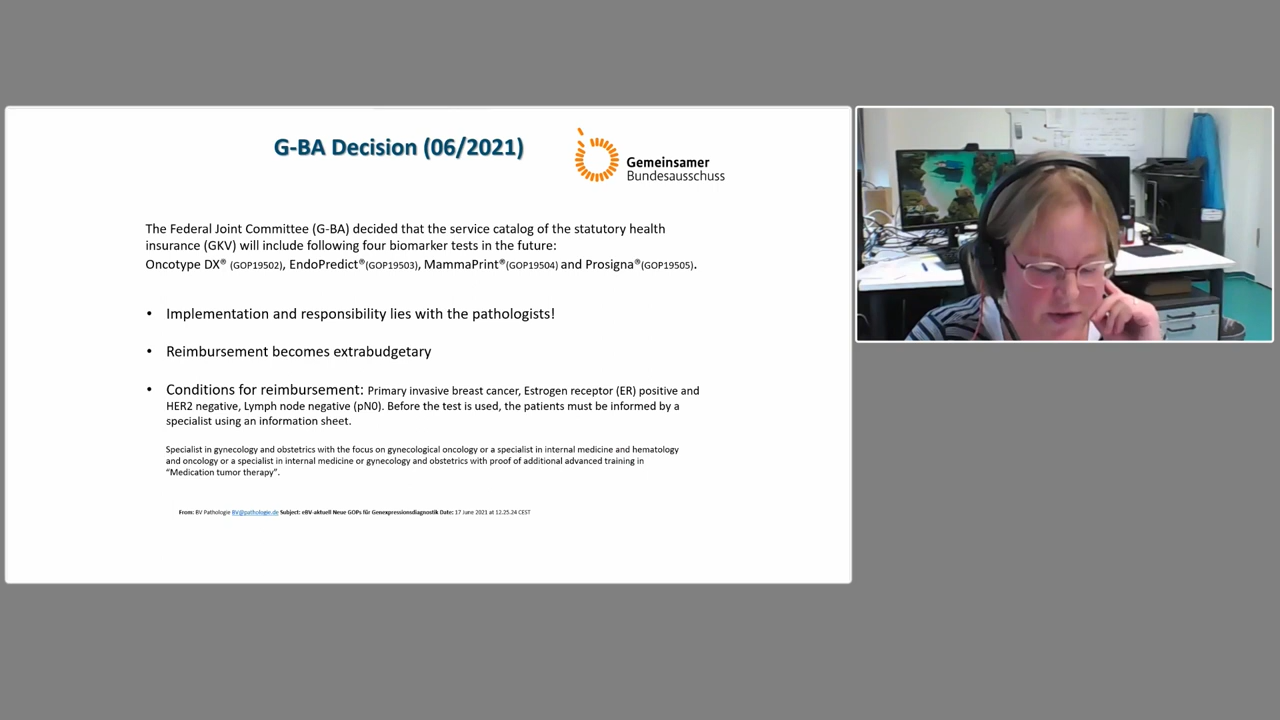 G-BA Decision (06/2021)
Gemeinsamer
Bundesausschuss
The Federal Joint Committee (G-BA) decided that the service catalog of the statutory health
insurance (GKV) will include following four biomarker tests in the future:
Oncotype DX® (GOP19502), EndoPredict®(GOP19503), MammaPrint®(GOP19504) and Prosigna®(GOP19505).
• Implementation and responsibility lies with the pathologists!
• Reimbursement becomes extrabudgetary
• Conditions for reimbursement: Primary invasive breast cancer, Estrogen receptor (ER) positive and
HER2 negative, Lymph node negative (pN0). Before the test is used, the patients must be informed by a
specialist using an information sheet.
Specialist in gynecology and obstetrics with the focus on gynecological oncology or a specialist in internal medicine and hematology
and oncology or a specialist in internal medicine or gynecology and obstetrics with proof of additional advanced training in
"Medication tumor therapy".
From: BV Pathologie BV@pathologie.de Subject: eBV-aktuell Neue GOPs für Genexpressionsdiagnostik Date: 17 June 2021 at 12.25.24 CEST